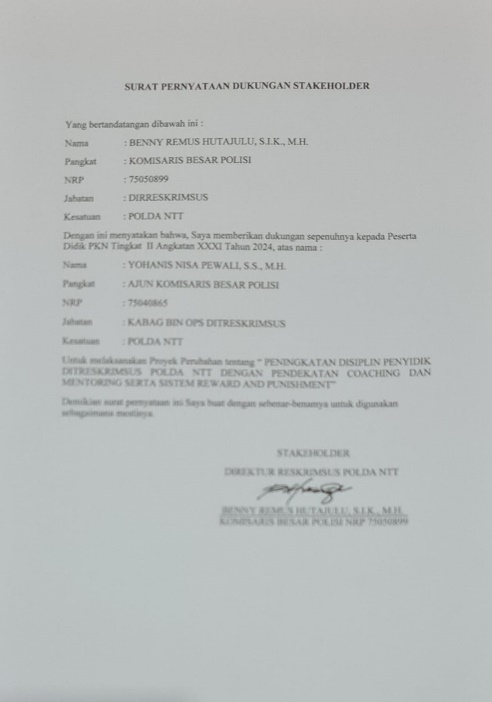 SURAT PERNYATAAN DUKUNGAN STAKEHOLDER
Yang bertandatangan dibawah ini :
Nama : BENNY REMUS HUTAJULU, S.I.K., M.H.
Pangkat : KOMISARIS BESAR POLISI
NRP : 75050899
Jabatan : DIRRESKRIMSUS
Kesatuan : POLDA NTT
Dengan ini menyatakan bahwa, Saya memberikan dukungan sepenuhnya kepada Peserta
Didik PKN Tingkat II Angkatan XXXI Tahun 2024, atas nama :
Nama : YOHANIS NISA PEWALI, S.S., M.H.
Pangkat : AJUN KOMISARIS BESAR POLISI
NRP : 75040865
Jabatan : KABAG BIN OPS DITRESKRIMSUS
Kesatuan : POLDA NTT
Untuk melaksanakan Proyek Perubahan tentang " PENINGKATAN DISIPLIN PENYIDIK
DITRESKRIMSUS POLDA NTT DENGAN PENDEKATAN COACHING DAN
MENTORING SERTA SISTEM REWARD AND PUNISHMENT"
Demikian surat pernyataan ini Saya buat dengan sebenar-benarnya untuk digunakan
sebagaimana mestinya.
STAKEHOLDER
DIREKTUR RESKRIMSUS POLDA NTT
BENNY REMUS HUTAJULU, S.I.K., M.H.
KOMISARIS BESAR POLISI NRP 75050899